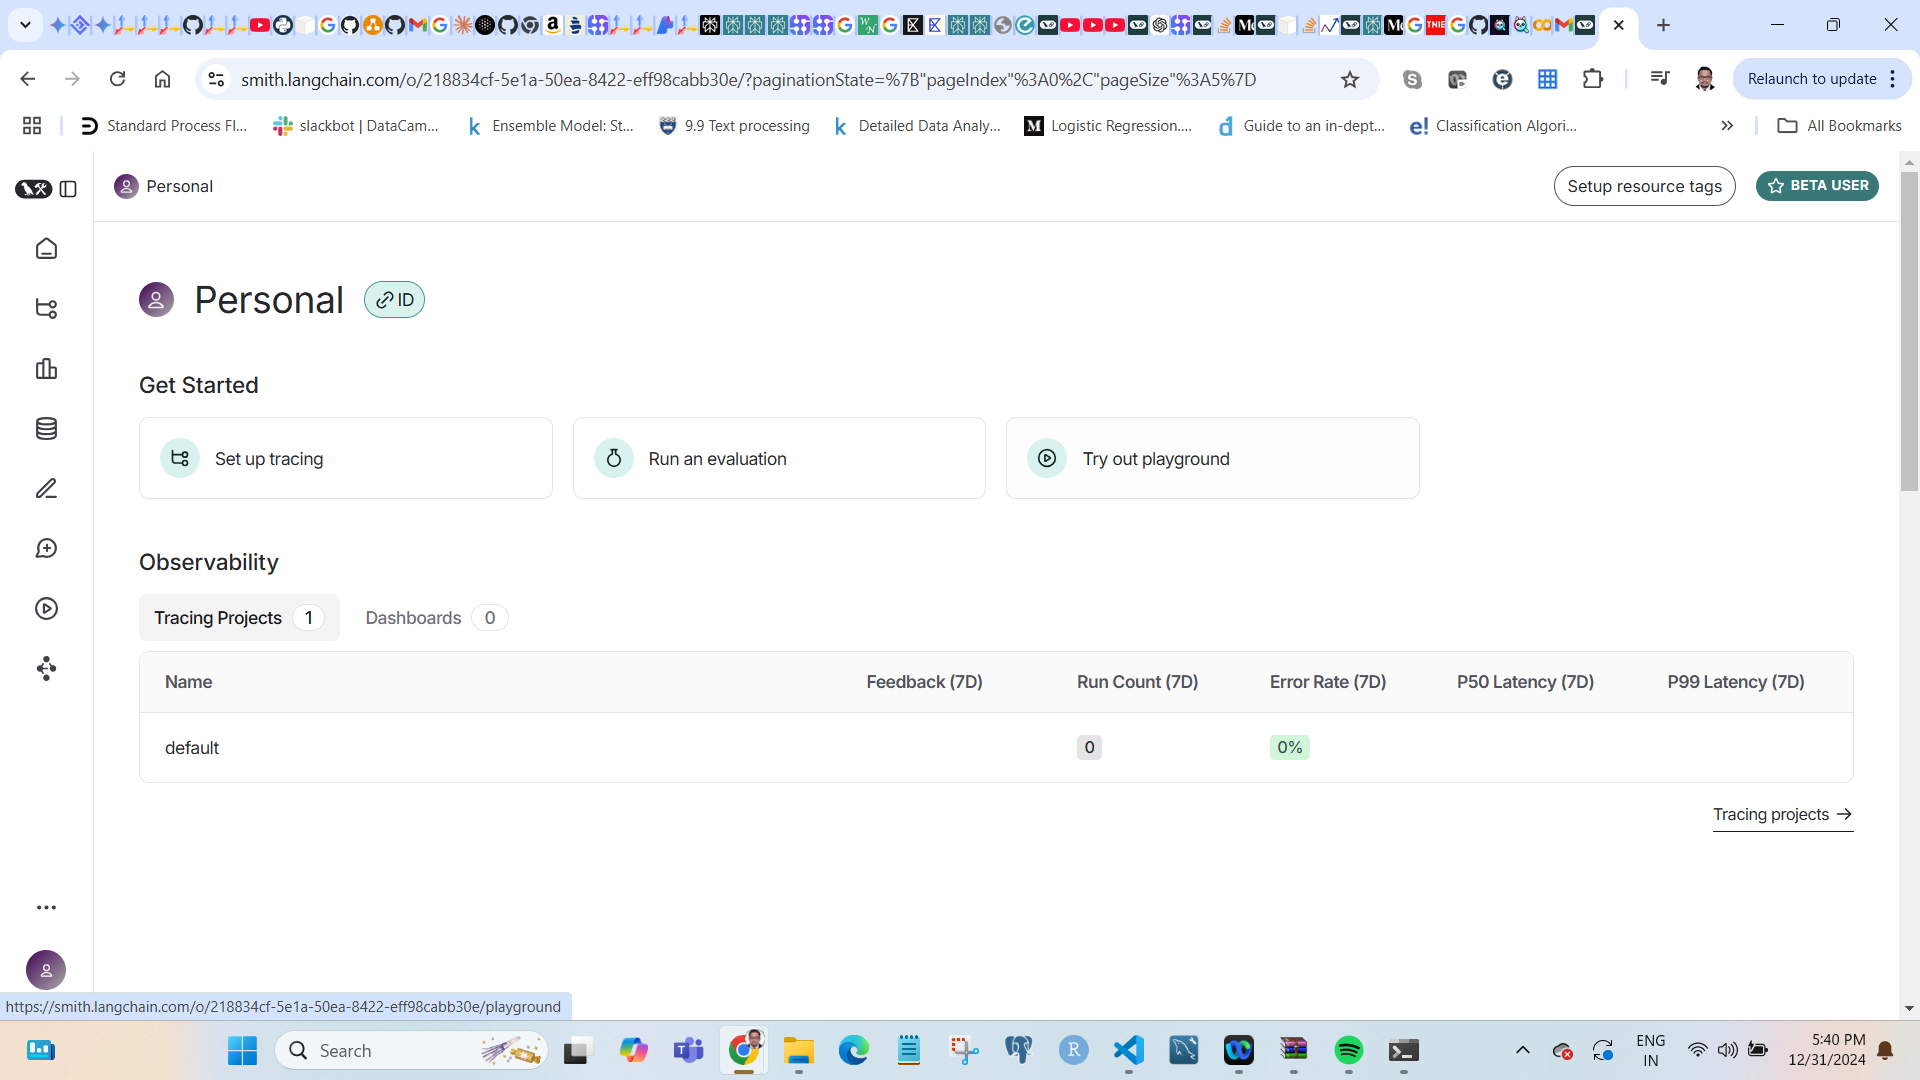 smith.langchain.com/o/218834cf-5e1a-50ea-8422-eff98cabb30e/?paginationState=%7B"pageIndex"%3A0%2C"pageSize"%3A5%7D
Relaunch to update
Standard Process Fl...
slackbot | DataCam...
Ensemble Model: St...
9.9 Text processing
Detailed Data Analy...
Logistic Regression....
Guide to an in-dept...
Classification Algori...
All Bookmarks
Personal
Setup resource tags
BETA USER
Personal
ID
Get Started
Set up tracing
Run an evaluation
Try out playground
Observability
Tracing Projects 1
Dashboards 0
Name Feedback (7D) Run Count (7D) Error Rate (7D) P50 Latency (7D) P99 Latency (7D)
default 0 0%
Tracing projects
https://smith.langchain.com/o/218834cf-5e1a-50ea-8422-eff98cabb30e/playground
Search
ENG
IN
5:40 PM
12/31/2024